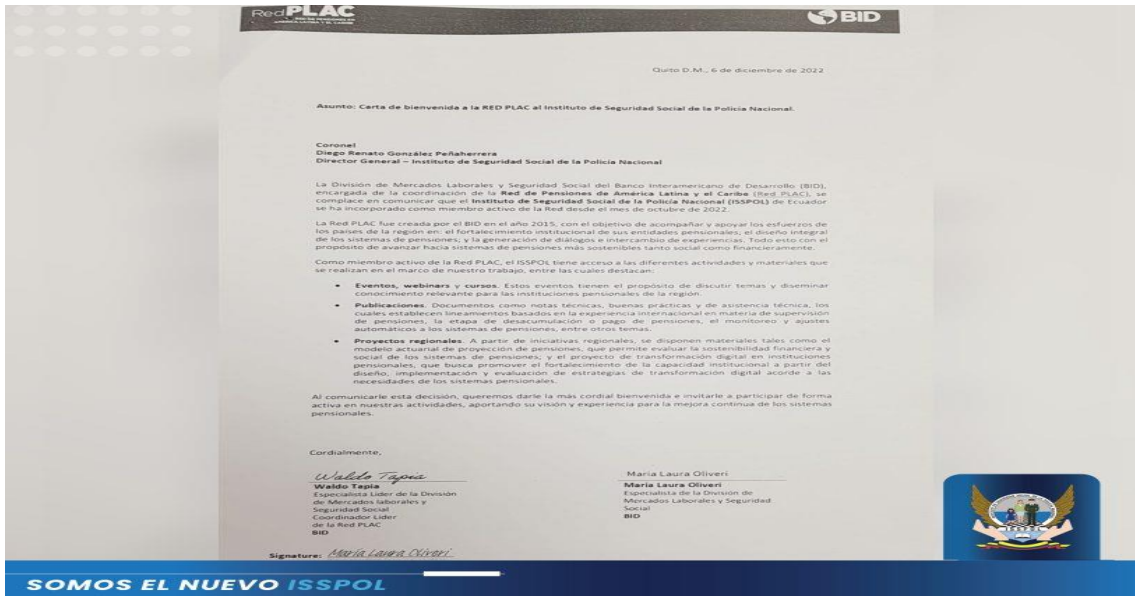 Red PLAC
RED DE PENSIONES EN
AMÉRICA LATINA Y EL CARIBE
BID
Quito D.M., 6 de diciembre de 2022
Asunto: Carta de bienvenida a la RED PLAC al Instituto de Seguridad Social de la Policía Nacional.
Coronel
Diego Renato González Peñaherrera
Director General – Instituto de Seguridad Social de la Policía Nacional
La División de Mercados Laborales y Seguridad Social del Banco Interamericano de Desarrollo (BID),
encargada de la coordinación de la Red de Pensiones de América Latina y el Caribe (Red PLAC), se
complace en comunicar que el Instituto de Seguridad Social de la Policía Nacional (ISSPOL) de Ecuador
se ha incorporado como miembro activo de la Red desde el mes de octubre de 2022.
La Red PLAC fue creada por el BID en el año 2015, con el objetivo de acompañar y apoyar los esfuerzos de
los países de la región en: el fortalecimiento institucional de sus entidades pensionales; el diseño integral
de los sistemas de pensiones; y la generación de diálogos e intercambio de experiencias. Todo esto con el
propósito de avanzar hacia sistemas de pensiones más sostenibles tanto social como financieramente.
Como miembro activo de la Red PLAC, el ISSPOL tiene acceso a las diferentes actividades y materiales que
se realizan en el marco de nuestro trabajo, entre las cuales destacan:
• Eventos, webinars y cursos. Estos eventos tienen el propósito de discutir temas y diseminar
conocimiento relevante para las instituciones pensionales de la región.
• Publicaciones. Documentos como notas técnicas, buenas prácticas y de asistencia técnica, los
cuales establecen lineamientos basados en la experiencia internacional en materia de supervisión
de pensiones, la etapa de desacumulación o pago de pensiones, el monitoreo y ajustes
automáticos a los sistemas de pensiones, entre otros temas.
• Proyectos regionales. A partir de iniciativas regionales, se disponen materiales tales como el
modelo actuarial de proyección de pensiones, que permite evaluar la sostenibilidad financiera y
social de los sistemas de pensiones; y el proyecto de transformación digital en instituciones
pensionales, que busca promover el fortalecimiento de la capacidad institucional a partir del
diseño, implementación y evaluación de estrategias de transformación digital acorde a las
necesidades de los sistemas pensionales.
Al comunicarle esta decisión, queremos darle la más cordial bienvenida e invitarle a participar de forma
activa en nuestras actividades, aportando su visión y experiencia para la mejora continua de los sistemas
pensionales.
Cordialmente,
Waldo Tapia
Waldo Tapia
Especialista Líder de la División
de Mercados laborales y
Seguridad Social
Coordinador Líder
de la Red PLAC
BID
Maria Laura Oliveri
María Laura Oliveri
Especialista de la División de
Mercados Laborales y Seguridad
Social
BID
Signature: María Laura Oliveri
SOMOS EL NUEVO ISSPOL